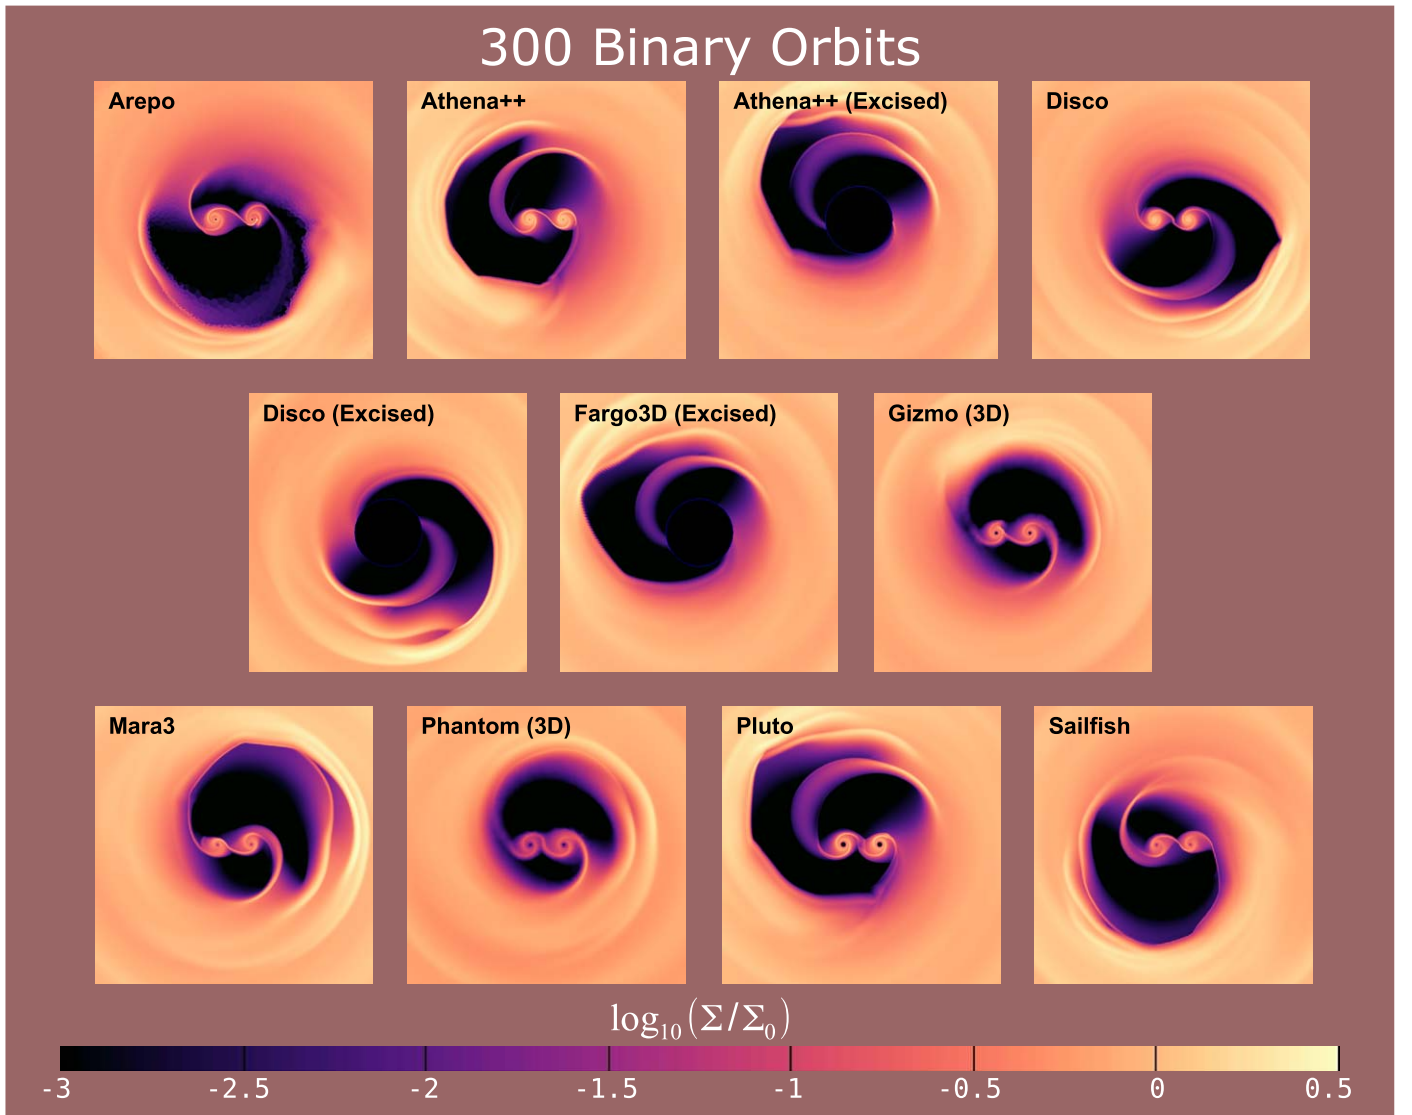 300 Binary Orbits
Arepo
Athena++
Athena++ (Excised)
Disco
Disco (Excised)
Fargo3D (Excised)
Gizmo (3D)
Mara3
Phantom (3D)
Pluto
Sailfish
log₁₀(Σ/Σ₀)
-3 -2.5 -2 -1.5 -1 -0.5 0 0.5